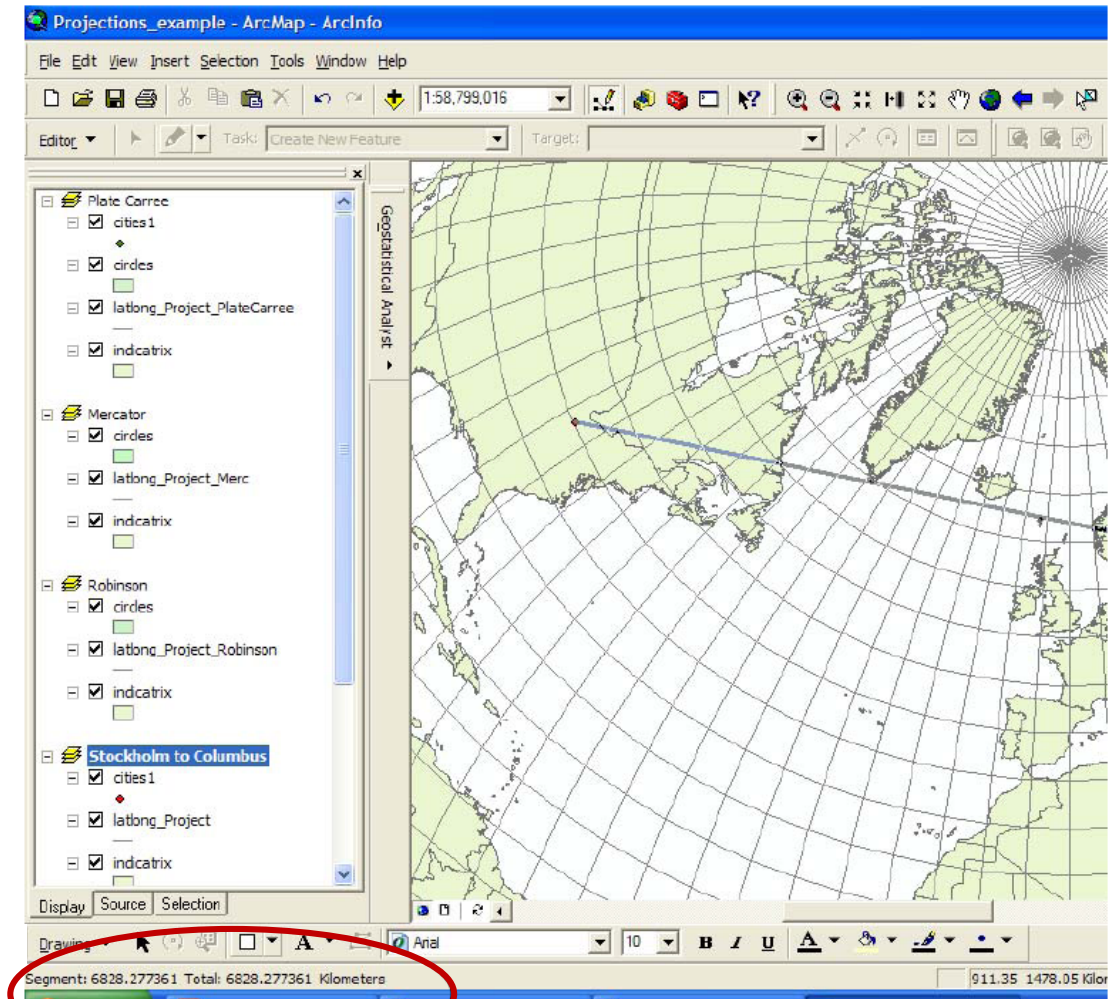 Projections_example - ArcMap - ArcInfo
File Edit View Insert Selection Tools Window Help
1:58,799,016
Editor Task: Create New Feature Target:
Plate Carree
cities1
circles
latlong_Project_PlateCarree
indicatrix
Mercator
circles
latlong_Project_Merc
indicatrix
Robinson
circles
latlong_Project_Robinson
indicatrix
Stockholm to Columbus
cities1
latlong_Project
indicatrix
Geostatistical Analyst
Display Source Selection
Drawing A Arial 10 B I U A
Segment: 6828.277361 Total: 6828.277361 Kilometers
911.35 1478.05 Kilor